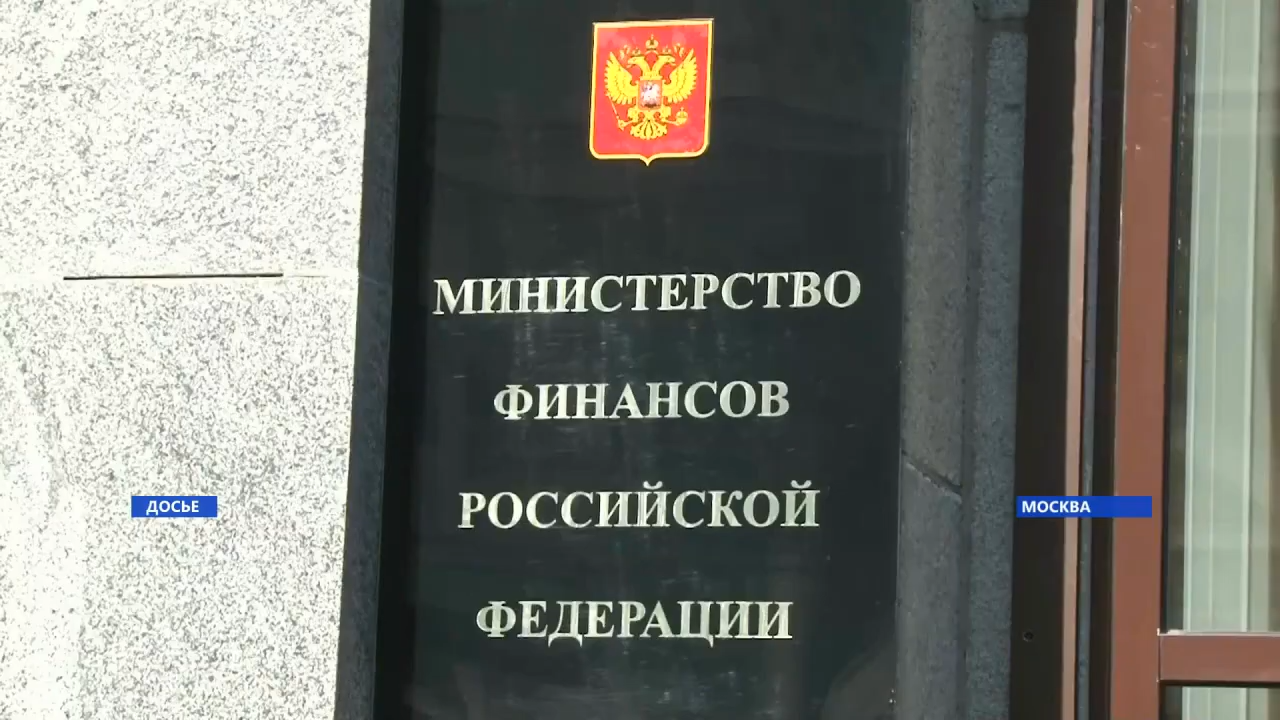 МИНИСТЕРСТВО
ФИНАНСОВ
РОССИЙСКОЙ
ФЕДЕРАЦИИ
ДОСЬЕ
МОСКВА